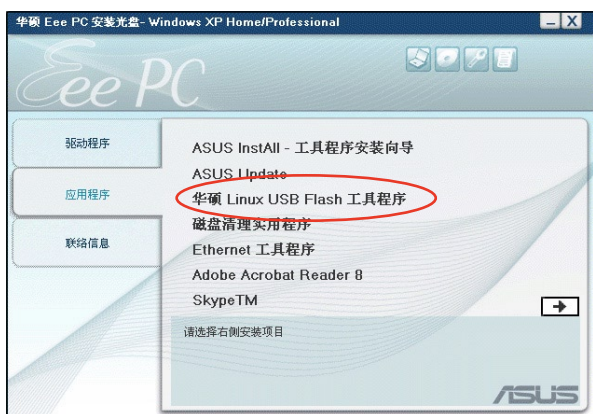 华硕 Eee PC 安装光盘- Windows XP Home/Professional
Eee PC
驱动程序
应用程序
联络信息
ASUS InstAll - 工具程序安装向导
ASUS Update
华硕 Linux USB Flash 工具程序
磁盘清理实用程序
Ethernet 工具程序
Adobe Acrobat Reader 8
SkypeTM
请选择右侧安装项目
ASUS